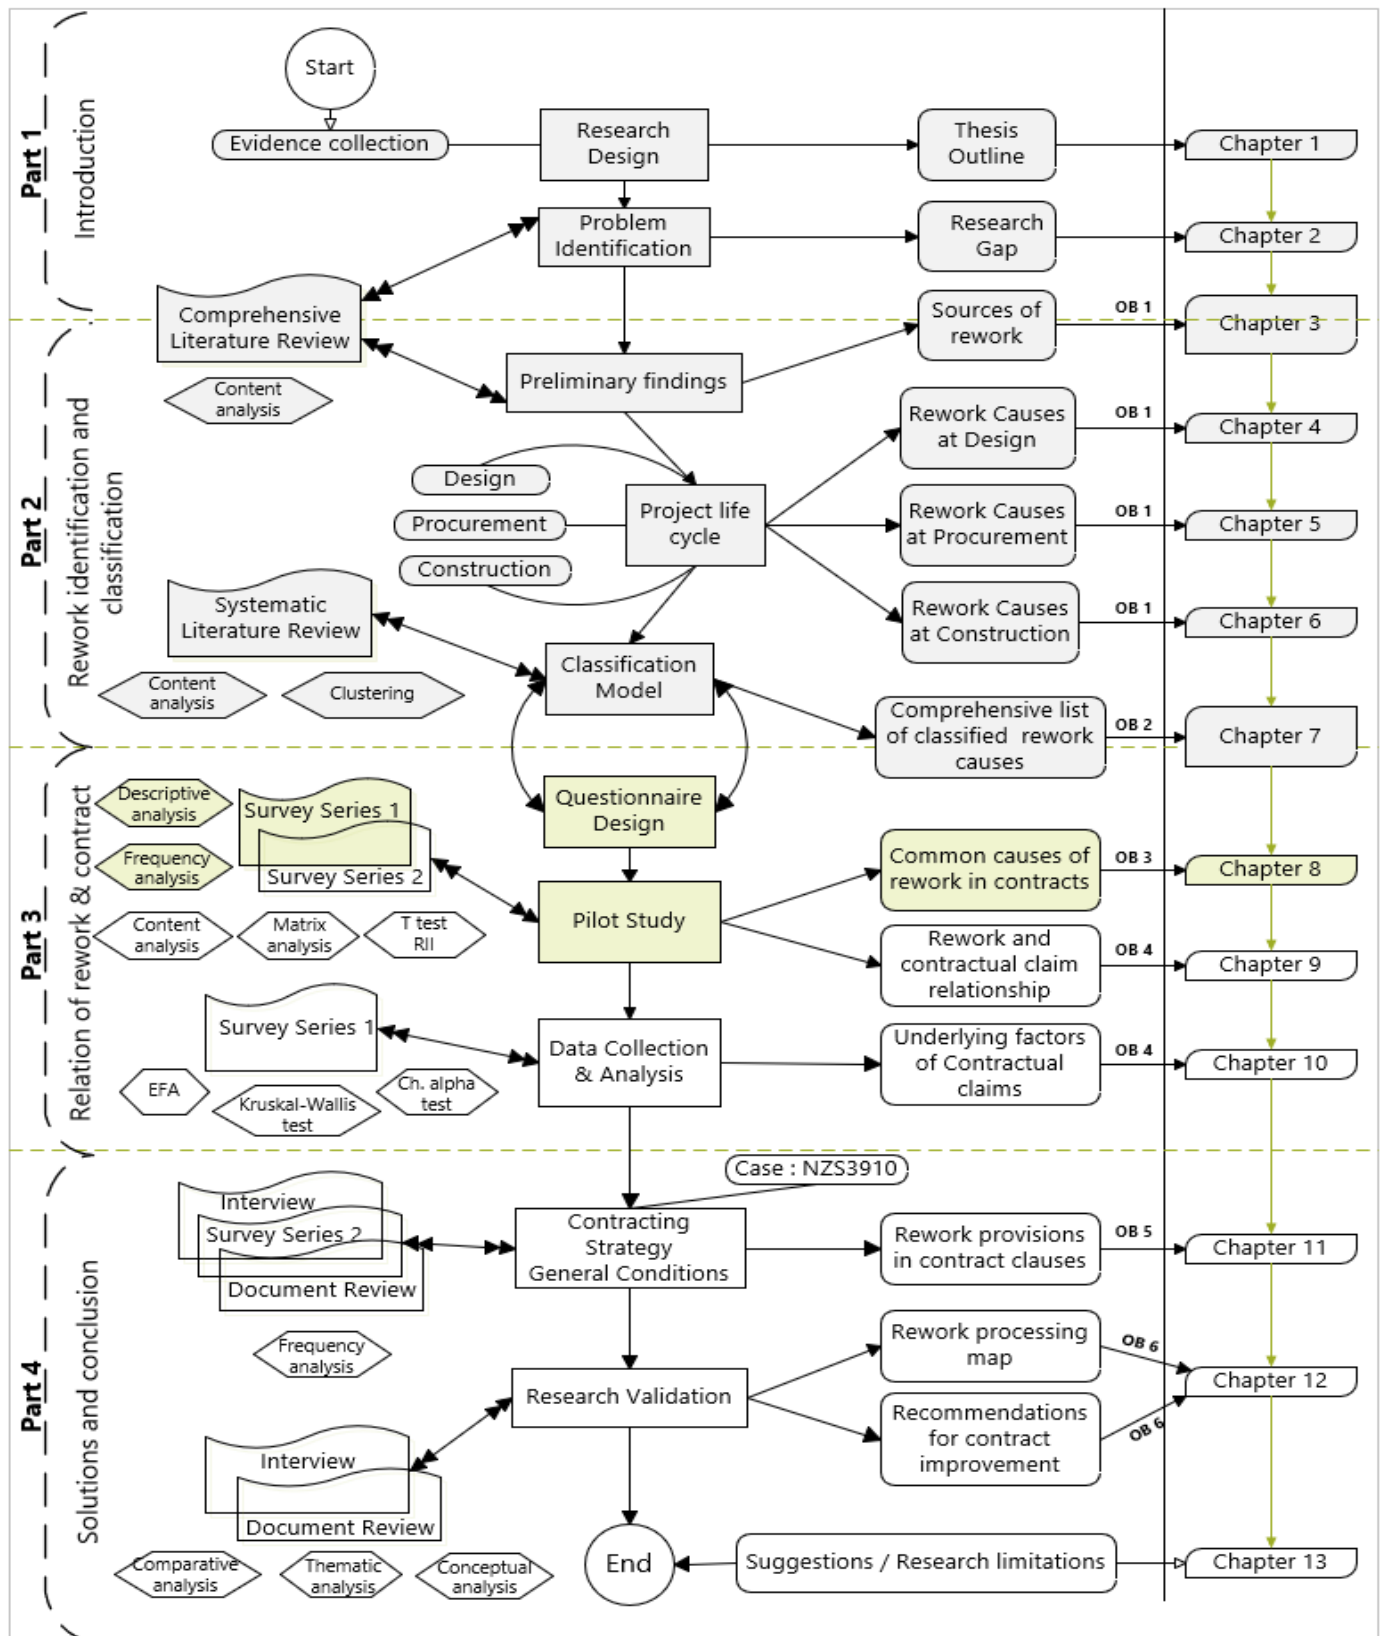 Part 1
Introduction
Start
Evidence collection
Research
Design
Thesis
Outline
Chapter 1
Problem
Identification
Research
Gap
Chapter 2
Comprehensive
Literature Review
Content
analysis
Sources of
rework
OB 1
Chapter 3
Part 2
Rework identification and
classification
Preliminary findings
Rework Causes
at Design
OB 1
Chapter 4
Design
Procurement
Construction
Project life
cycle
Rework Causes
at Procurement
OB 1
Chapter 5
Systematic
Literature Review
Content
analysis
Clustering
Rework Causes
at Construction
OB 1
Chapter 6
Classification
Model
Comprehensive list
of classified rework
causes
OB 2
Chapter 7
Part 3
Relation of rework & contract
Descriptive
analysis
Survey Series 1
Survey Series 2
Frequency
analysis
Content
analysis
Matrix
analysis
T test
RII
Questionnaire
Design
Pilot Study
Common causes of
rework in contracts
OB 3
Chapter 8
Rework and
contractual claim
relationship
OB 4
Chapter 9
Survey Series 1
EFA
Kruskal-Wallis
test
Ch. alpha
test
Data Collection
& Analysis
Underlying factors
of Contractual
claims
OB 4
Chapter 10
Part 4
Solutions and conclusion
Case : NZS3910
Interview
Survey Series 2
Document Review
Frequency
analysis
Contracting
Strategy
General Conditions
Rework provisions
in contract clauses
OB 5
Chapter 11
Research Validation
Rework processing
map
OB 6
Chapter 12
Recommendations
for contract
improvement
OB 6
Interview
Document Review
Comparative
analysis
Thematic
analysis
Conceptual
analysis
End
Suggestions / Research limitations
Chapter 13